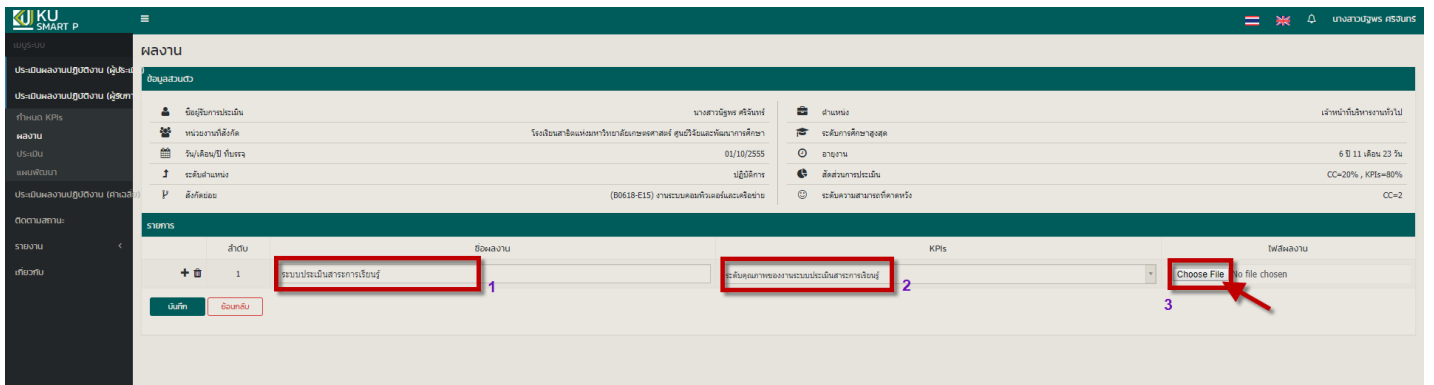 KU
SMART P
นางสาวณัฐพร ศรีจันทร์
เมนูระบบ
ผลงาน
ประเมินผลงานปฏิบัติงาน (ผู้ประเมิน)
ข้อมูลส่วนตัว
ประเมินผลงานปฏิบัติงาน (ผู้รับกา
กำหนด KPIs
ผลงาน
ประเมิน
แผนพัฒนา
ประเมินผลงานปฏิบัติงาน (ค่าเฉลี่ย)
ติดตามสถานะ
รายงาน
เกี่ยวกับ
ชื่อผู้รับการประเมิน นางสาวณัฐพร ศรีจันทร์
ตำแหน่ง เจ้าหน้าที่บริหารงานทั่วไป
หน่วยงานที่สังกัด โรงเรียนสาธิตแห่งมหาวิทยาลัยเกษตรศาสตร์ ศูนย์วิจัยและพัฒนาการศึกษา
ระดับการศึกษาสูงสุด
วัน/เดือน/ปี ที่บรรจุ 01/10/2555
อายุงาน 6 ปี 11 เดือน 23 วัน
ระดับตำแหน่ง ปฏิบัติการ
สัดส่วนการประเมิน CC=20% , KPIs=80%
สังกัดย่อย (B0618-E15) งานระบบคอมพิวเตอร์และเครือข่าย
ระดับความสามารถที่คาดหวัง CC=2
รายการ
ลำดับ ชื่อผลงาน KPIs ไฟล์ผลงาน
1 ระบบประเมินสาระการเรียนรู้ ระดับคุณภาพของงานระบบประเมินสาระการเรียนรู้ Choose File No file chosen
1 2 3
บันทึก ย้อนกลับ